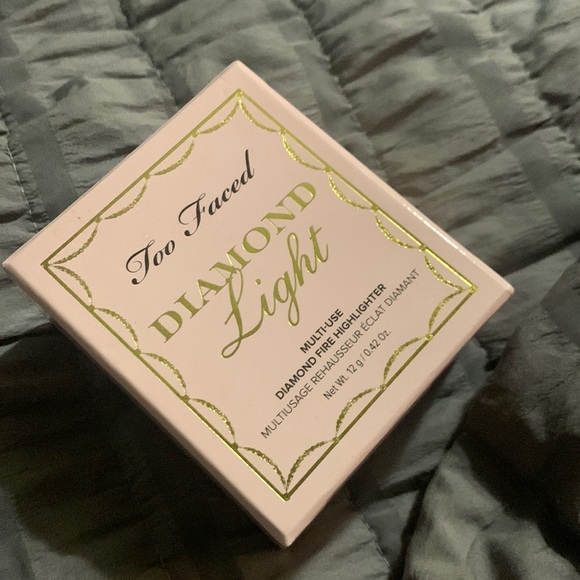 Too Faced
DIAMOND
Light
MULTI-USE
DIAMOND FIRE HIGHLIGHTER
MULTIUSAGE REHAUSSEUR ÉCLAT DIAMANT
Net Wt. 12 g / 0.42 Oz.